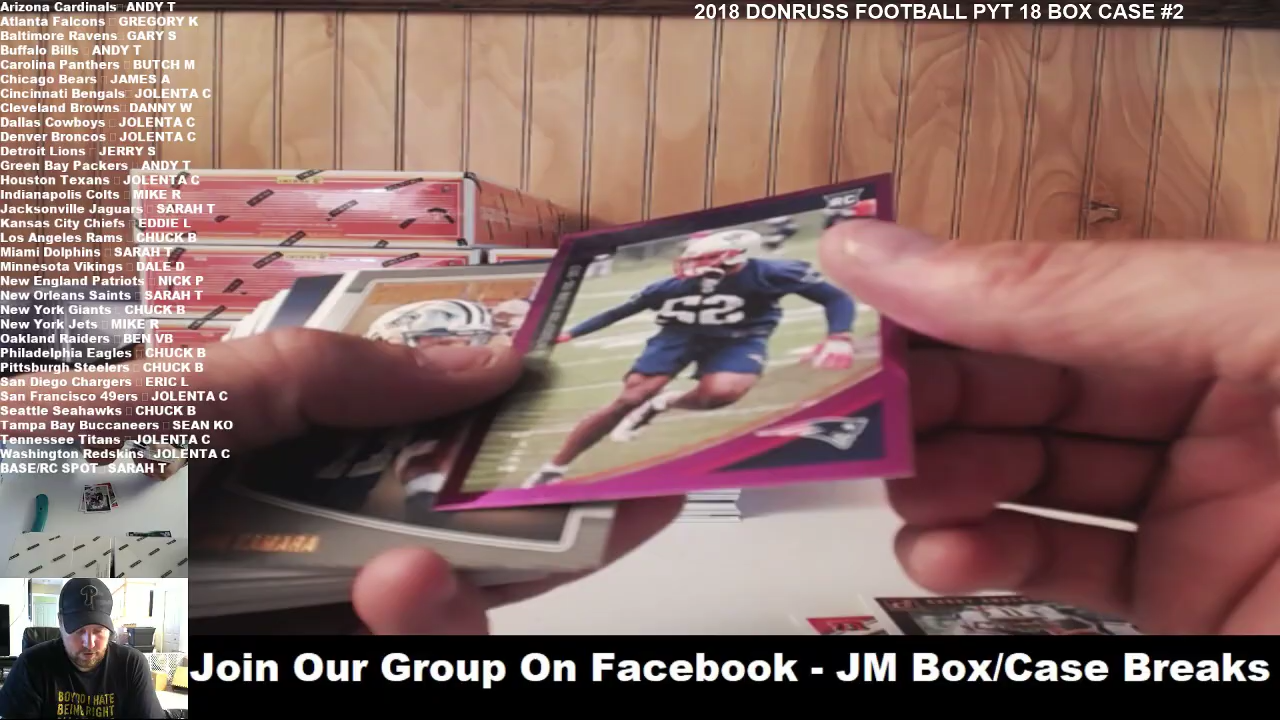 2018 DONRUSS FOOTBALL PYT 18 BOX CASE #2
Arizona Cardinals ANDY T
Atlanta Falcons GREGORY K
Baltimore Ravens GARY S
Buffalo Bills ANDY T
Carolina Panthers BUTCH M
Chicago Bears JAMES A
Cincinnati Bengals JOLENTA C
Cleveland Browns DANNY W
Dallas Cowboys JOLENTA C
Denver Broncos JOLENTA C
Detroit Lions JERRY S
Green Bay Packers ANDY T
Houston Texans JOLENTA C
Indianapolis Colts MIKE R
Jacksonville Jaguars SARAH T
Kansas City Chiefs EDDIE L
Los Angeles Rams CHUCK B
Miami Dolphins SARAH T
Minnesota Vikings DALE D
New England Patriots NICK P
New Orleans Saints SARAH T
New York Giants CHUCK B
New York Jets MIKE R
Oakland Raiders BEN VB
Philadelphia Eagles CHUCK B
Pittsburgh Steelers CHUCK B
San Diego Chargers ERIC L
San Francisco 49ers JOLENTA C
Seattle Seahawks CHUCK B
Tampa Bay Buccaneers SEAN KO
Tennessee Titans JOLENTA C
Washington Redskins JOLENTA C
BASE/RC SPOT SARAH T
RC
52
KAMARA
Join Our Group On Facebook - JM Box/Case Breaks